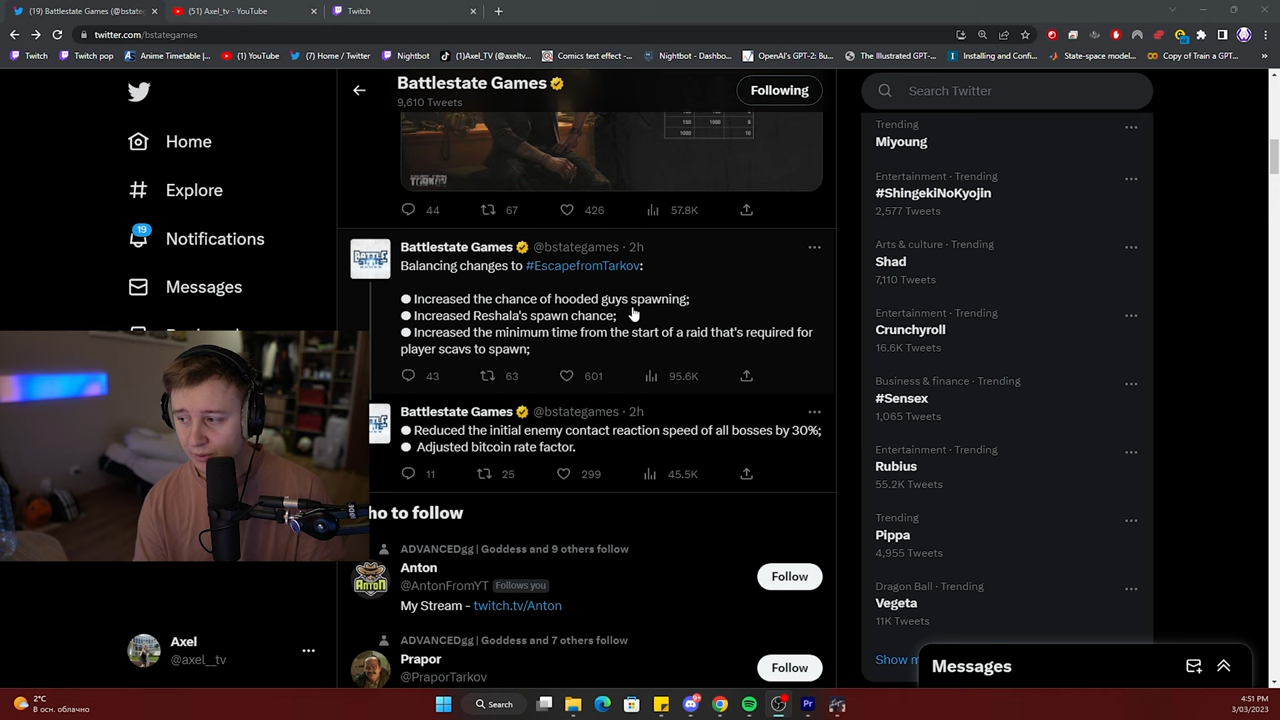 (19) Battlestate Games (@bstate
(51) Axel_tv - YouTube
Twitch
twitter.com/bstategames
Twitch
Twitch pop
Anime Timetable |...
(1) YouTube
(7) Home / Twitter
Nightbot
(1)Axel_TV (@axeltv...
Comics text effect -...
Nightbot - Dashbo...
OpenAI's GPT-2: Bu...
The Illustrated GPT-...
Installing and Confi...
State-space model...
Copy of Train a GPT...
Battlestate Games
9,610 Tweets
Following
Search Twitter
Home
Explore
19
Notifications
Messages
150 1000 8
1000 10
44 67 426 57.8K
Battlestate Games @bstategames · 2h
Balancing changes to #EscapefromTarkov:
● Increased the chance of hooded guys spawning;
● Increased Reshala's spawn chance;
● Increased the minimum time from the start of a raid that's required for
player scavs to spawn;
43 63 601 95.6K
Battlestate Games @bstategames · 2h
● Reduced the initial enemy contact reaction speed of all bosses by 30%;
● Adjusted bitcoin rate factor.
11 25 299 45.5K
ho to follow
ADVANCEDgg | Goddess and 9 others follow
Anton
@AntonFromYT Follows you
My Stream - twitch.tv/Anton
Follow
ADVANCEDgg | Goddess and 7 others follow
Prapor
@PraporTarkov
Follow
Trending
Miyoung
Entertainment · Trending
#ShingekiNoKyojin
2,577 Tweets
Arts & culture · Trending
Shad
7,110 Tweets
Entertainment · Trending
Crunchyroll
16.6K Tweets
Business & finance · Trending
#Sensex
1,065 Tweets
Entertainment · Trending
Rubius
55.2K Tweets
Trending
Pippa
4,955 Tweets
Dragon Ball · Trending
Vegeta
11K Tweets
Show m
Messages
Axel
@axel__tv
2°C
В осн. облачно
Search
4:51 PM
3/03/2023